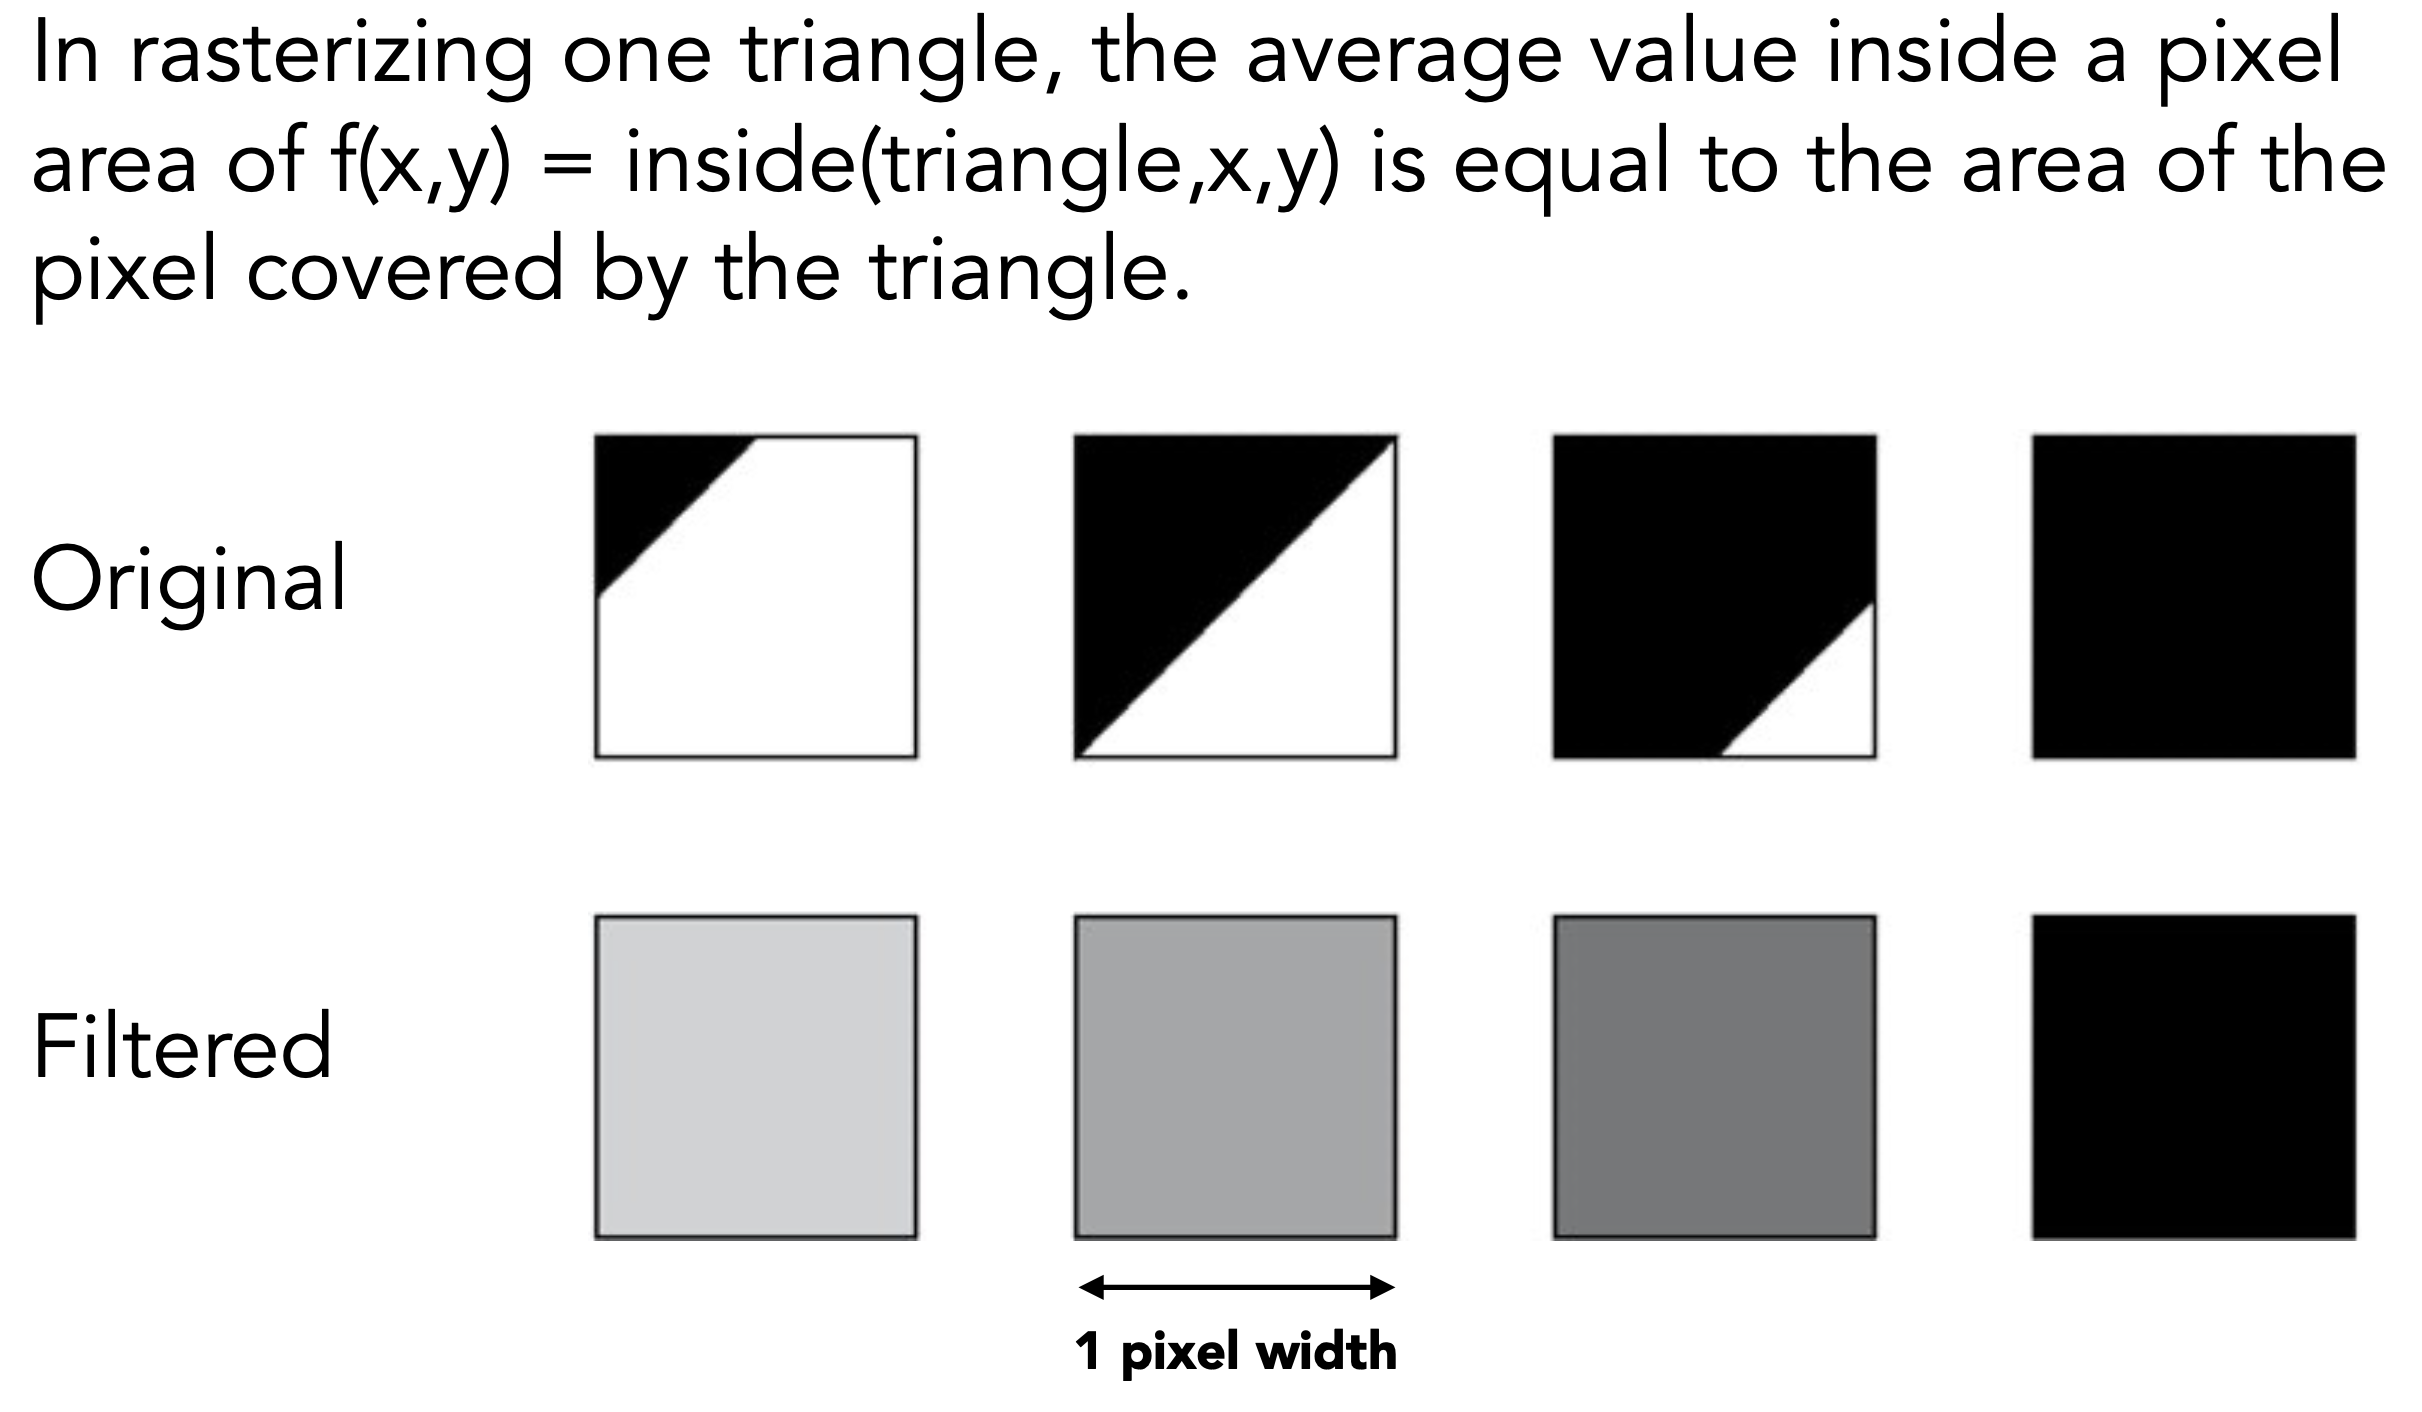 In rasterizing one triangle, the average value inside a pixel
area of f(x,y) = inside(triangle,x,y) is equal to the area of the
pixel covered by the triangle.
Original
Filtered
1 pixel width